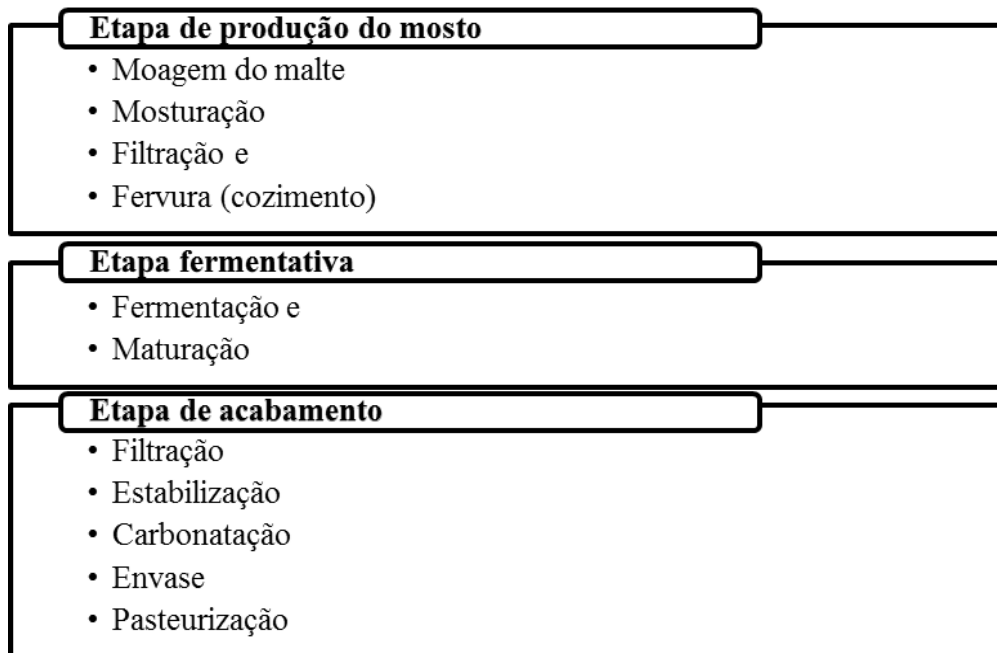 Etapa de produção do mosto
• Moagem do malte
• Mosturação
• Filtração e
• Fervura (cozimento)
Etapa fermentativa
• Fermentação e
• Maturação
Etapa de acabamento
• Filtração
• Estabilização
• Carbonatação
• Envase
• Pasteurização